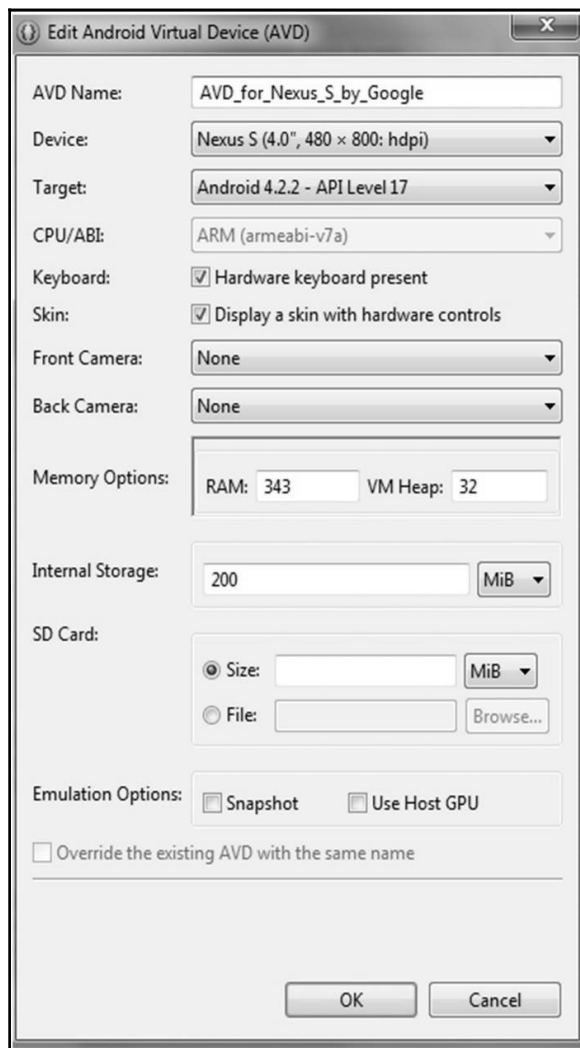 Edit Android Virtual Device (AVD)
AVD Name: AVD_for_Nexus_S_by_Google
Device: Nexus S (4.0", 480 × 800: hdpi)
Target: Android 4.2.2 - API Level 17
CPU/ABI: ARM (armeabi-v7a)
Keyboard: Hardware keyboard present
Skin: Display a skin with hardware controls
Front Camera: None
Back Camera: None
Memory Options: RAM: 343 VM Heap: 32
Internal Storage: 200 MiB
SD Card:
Size: MiB
File: Browse...
Emulation Options: Snapshot Use Host GPU
Override the existing AVD with the same name
OK Cancel